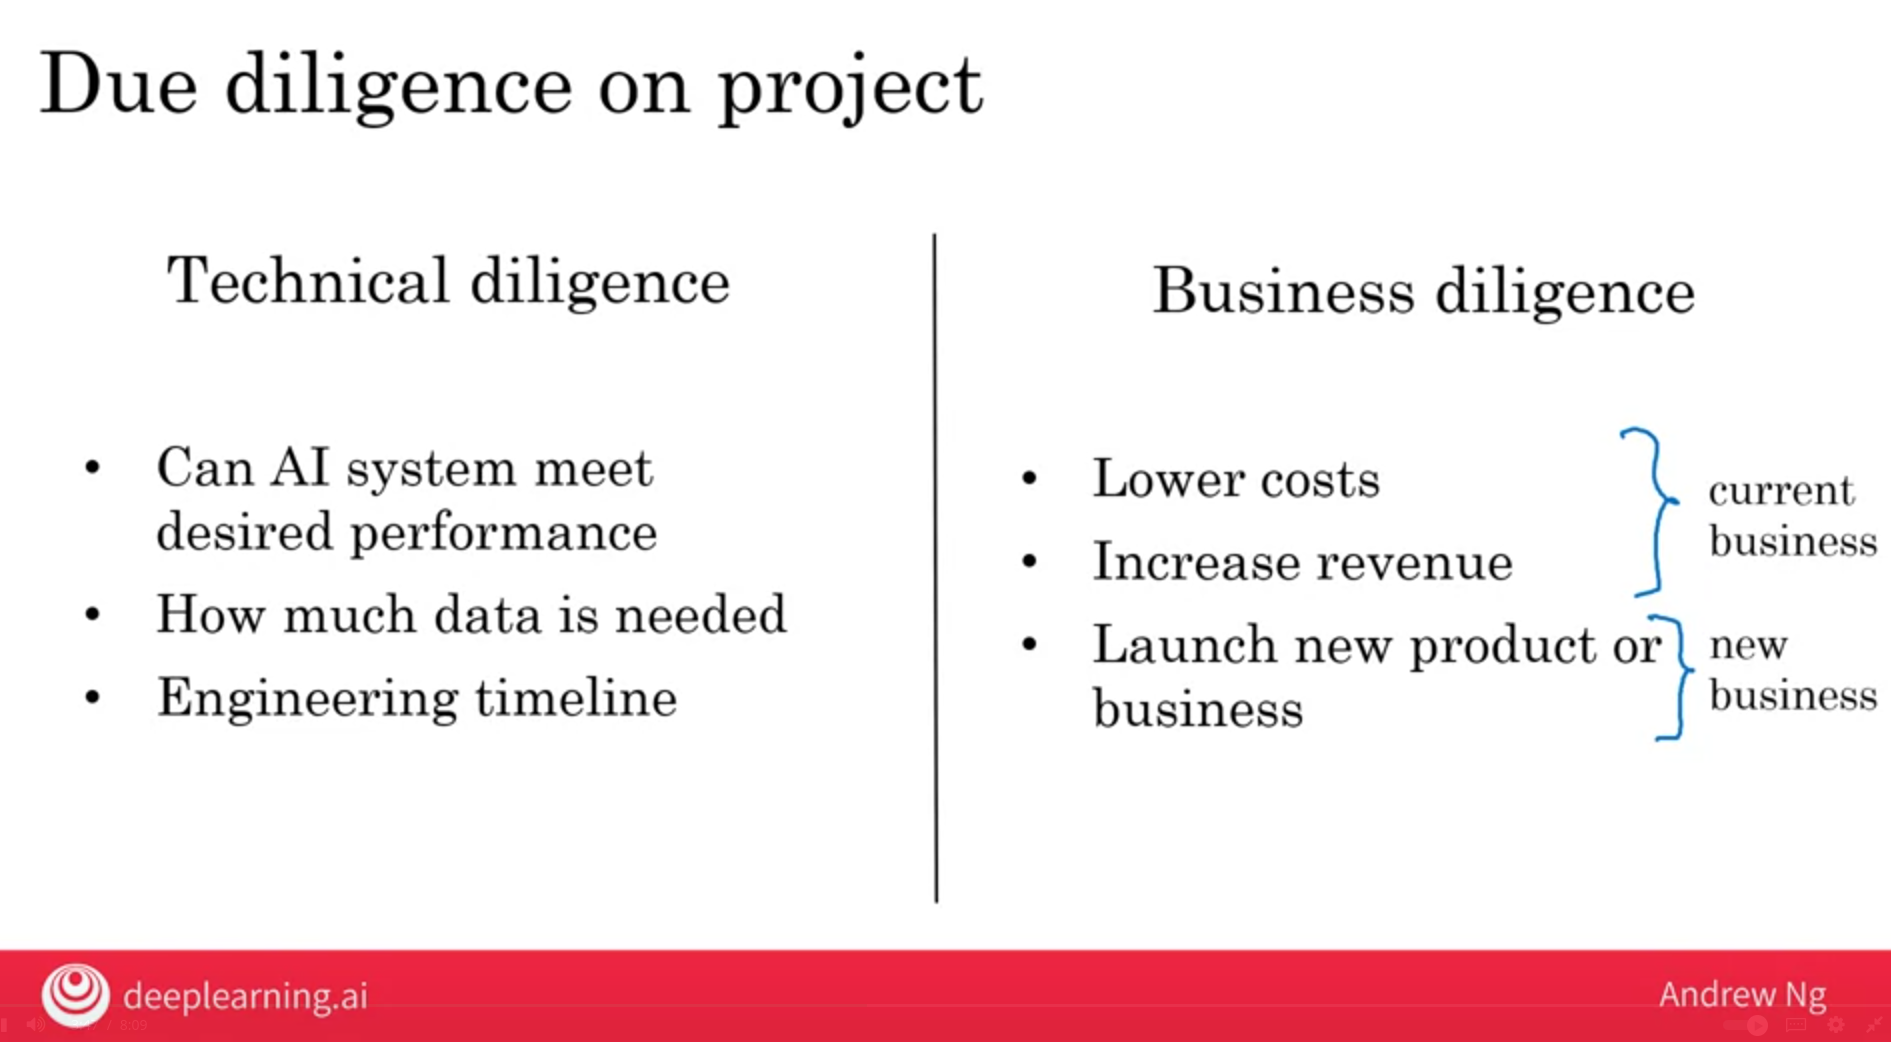 Due diligence on project
Technical diligence
• Can AI system meet
desired performance
• How much data is needed
• Engineering timeline
Business diligence
• Lower costs
• Increase revenue
• Launch new product or
business
current
business
new
business
deeplearning.ai
Andrew Ng
/ 8:09